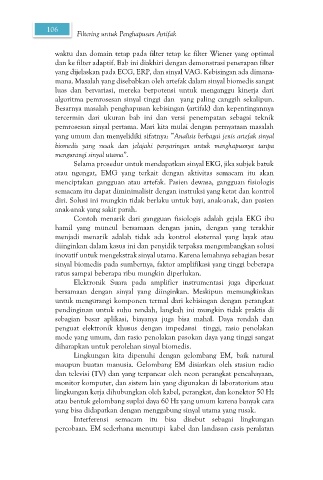 106
Filtering untuk Penghapusan Artifak
waktu dan domain tetap pada filter tetap ke filter Wiener yang optimal
dan ke filter adaptif. Bab ini diakhiri dengan demonstrasi penerapan filter
yang dijelaskan pada ECG, ERP, dan sinyal VAG. Kebisingan ada dimana-
mana. Masalah yang disebabkan oleh artefak dalam sinyal biomedis sangat
luas dan bervariasi, mereka berpotensi untuk menganggu kinerja dari
algoritma pemrosesan sinyal tinggi dan yang paling canggih sekalipun.
Besarnya masalah penghapusan kebisingan (artifak) dan kepentingannya
tercermin dari ukuran bab ini dan versi penempatan sebagai teknik
pemrosesan sinyal pertama. Mari kita mulai dengan pernyataan masalah
yang umum dan menyelidiki sifatnya: "Analisis berbagai jenis artefak sinyal
biomedis yang rusak dan jelajahi penyaringan untuk menghapusnya tanpa
mengurangi sinyal utama".
Selama prosedur untuk mendapatkan sinyal EKG, jika subjek batuk
atau ngengat, EMG yang terkait dengan aktivitas semacam itu akan
menciptakan gangguan atau artefak. Pasien dewasa, gangguan fisiologis
semacam itu dapat diminimalisir dengan instruksi yang ketat dan kontrol
diri. Solusi ini mungkin tidak berlaku untuk bayi, anak-anak, dan pasien
anak-anak yang sakit parah.
Contoh menarik dari gangguan fisiologis adalah gejala EKG ibu
hamil yang muncul bersamaan dengan janin, dengan yang terakhir
menjadi menarik adalah tidak ada kontrol eksternal yang layak atau
diinginkan dalam kasus ini dan penyidik terpaksa mengembangkan solusi
inovatif untuk mengekstrak sinyal utama. Karena lemahnya sebagian besar
sinyal biomedis pada sumbernya, faktor amplifikasi yang tinggi beberapa
ratus sampai beberapa ribu mungkin diperlukan.
Elektronik Suara pada amplifier instrumentasi juga diperkuat
bersamaan dengan sinyal yang diinginkan. Meskipun memungkinkan
untuk mengurangi komponen termal dari kebisingan dengan perangkat
pendinginan untuk suhu rendah, langkah ini mungkin tidak praktis di
sebagian besar aplikasi, biayanya juga bisa mahal. Daya rendah dan
penguat elektronik khusus dengan impedansi tinggi, rasio penolakan
mode yang umum, dan rasio penolakan pasokan daya yang tinggi sangat
diharapkan untuk perolehan sinyal biomedis.
Lingkungan kita dipenuhi dengan gelombang EM, baik natural
maupun buatan manusia. Gelombang EM disiarkan oleh stasiun radio
dan televisi (TV) dan yang terpancar oleh neon perangkat pencahayaan,
monitor komputer, dan sistem lain yang digunakan di laboratorium atau
lingkungan kerja dihubungkan oleh kabel, perangkat, dan konektor 50 Hz
atau bentuk gelombang suplai daya 60 Hz yang umum karena banyak cara
yang bisa didapatkan dengan menggabung sinyal utama yang rusak.
Interferensi semacam itu bisa disebut sebagai lingkungan
percobaan. EM sederhana menutupi kabel dan landasan casis peralatan